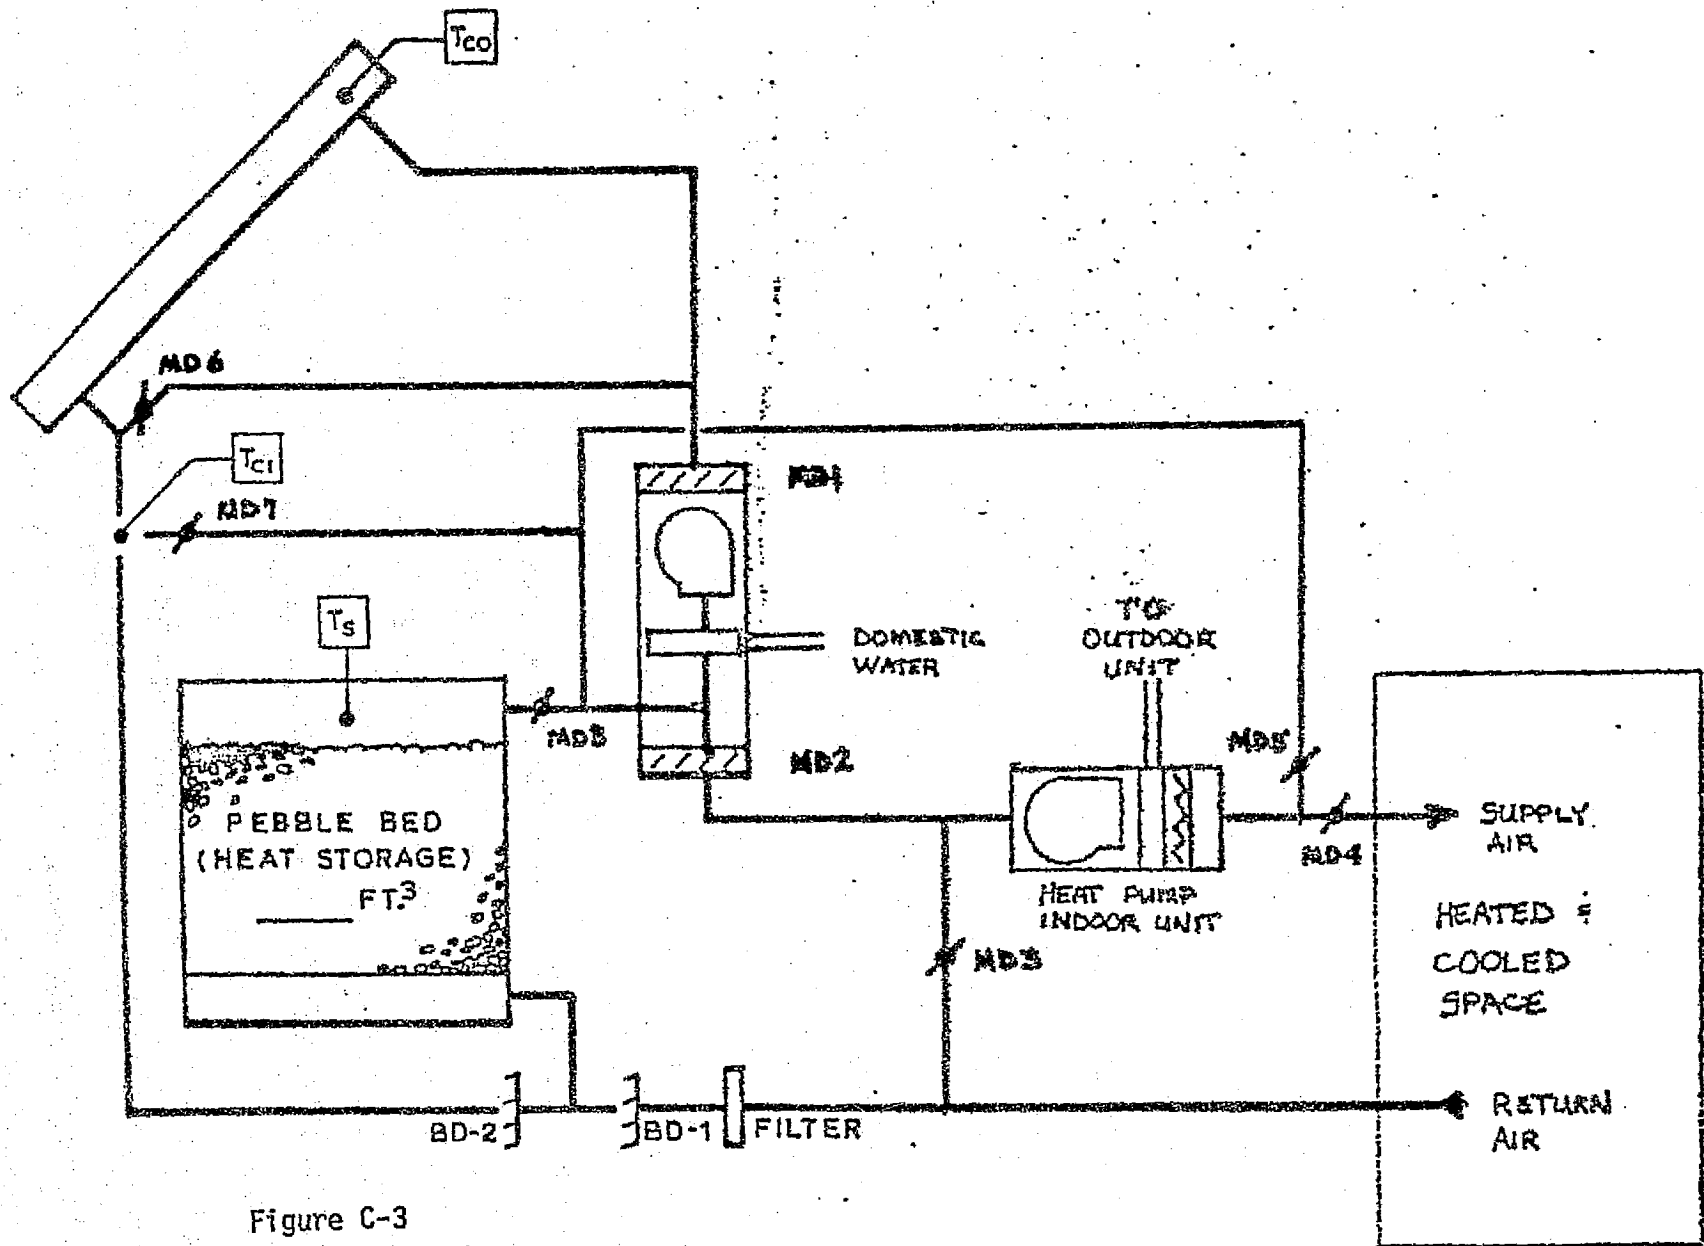 Tco
MD6
TCI
MD7
MD1
Ts
DOMESTIC
WATER
TO
OUTDOOR
UNIT
MD8
MD2
MD5
PEBBLE BED
(HEAT STORAGE)
FT.3
SUPPLY
AIR
MD4
HEAT PUMP
INDOOR UNIT
HEATED &
COOLED
SPACE
MD3
BD-2
BD-1
FILTER
RETURN
AIR
Figure C-3